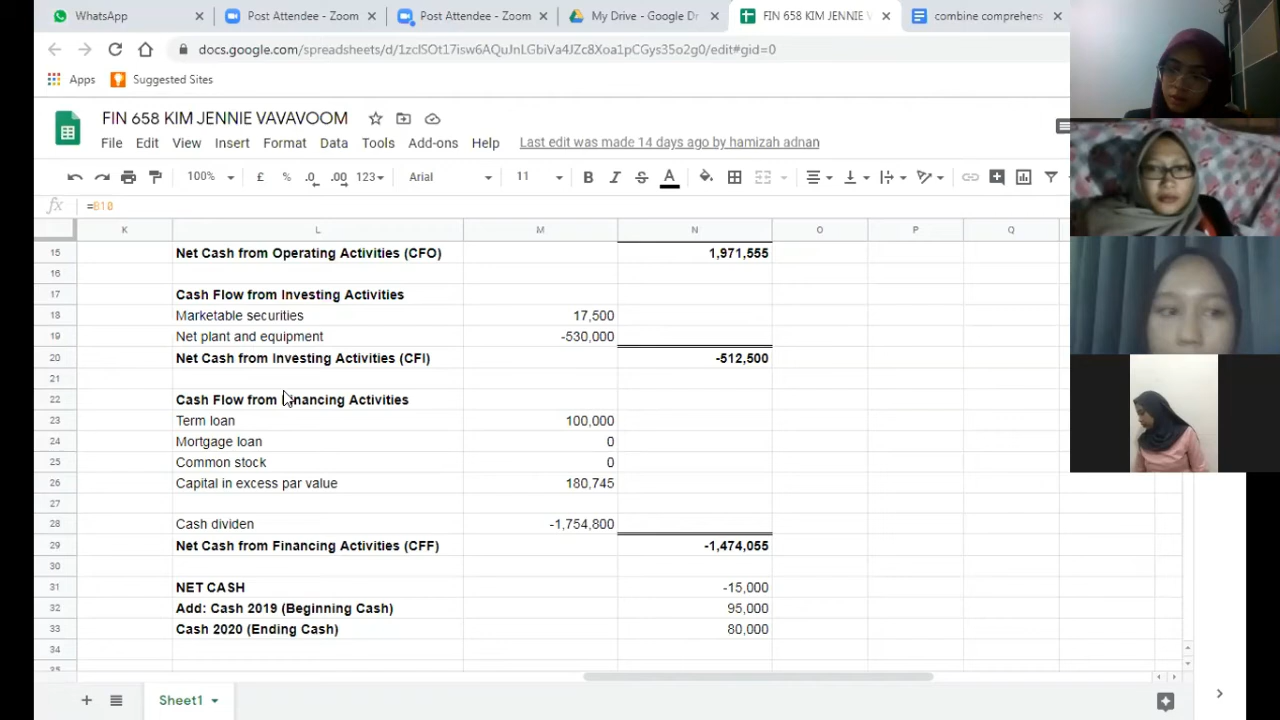 WhatsApp × Post Attendee - Zoom × Post Attendee - Zoom × My Drive - Google Dr × FIN 658 KIM JENNIE V × combine comprehens ×
docs.google.com/spreadsheets/d/1zclSOt17isw6AQuJnLGbiVa4JZc8Xoa1pCGys35o2g0/edit#gid=0
Apps Suggested Sites
FIN 658 KIM JENNIE VAVAVOOM
File Edit View Insert Format Data Tools Add-ons Help Last edit was made 14 days ago by hamizah adnan
100% £ % .0 .00 123 Arial 11 B I S A
fx =B10
K L M N O P Q
15 Net Cash from Operating Activities (CFO) 1,971,555
16
17 Cash Flow from Investing Activities
18 Marketable securities 17,500
19 Net plant and equipment -530,000
20 Net Cash from Investing Activities (CFI) -512,500
21
22 Cash Flow from Financing Activities
23 Term loan 100,000
24 Mortgage loan 0
25 Common stock 0
26 Capital in excess par value 180,745
27
28 Cash dividen -1,754,800
29 Net Cash from Financing Activities (CFF) -1,474,055
30
31 NET CASH -15,000
32 Add: Cash 2019 (Beginning Cash) 95,000
33 Cash 2020 (Ending Cash) 80,000
34
35
Sheet1